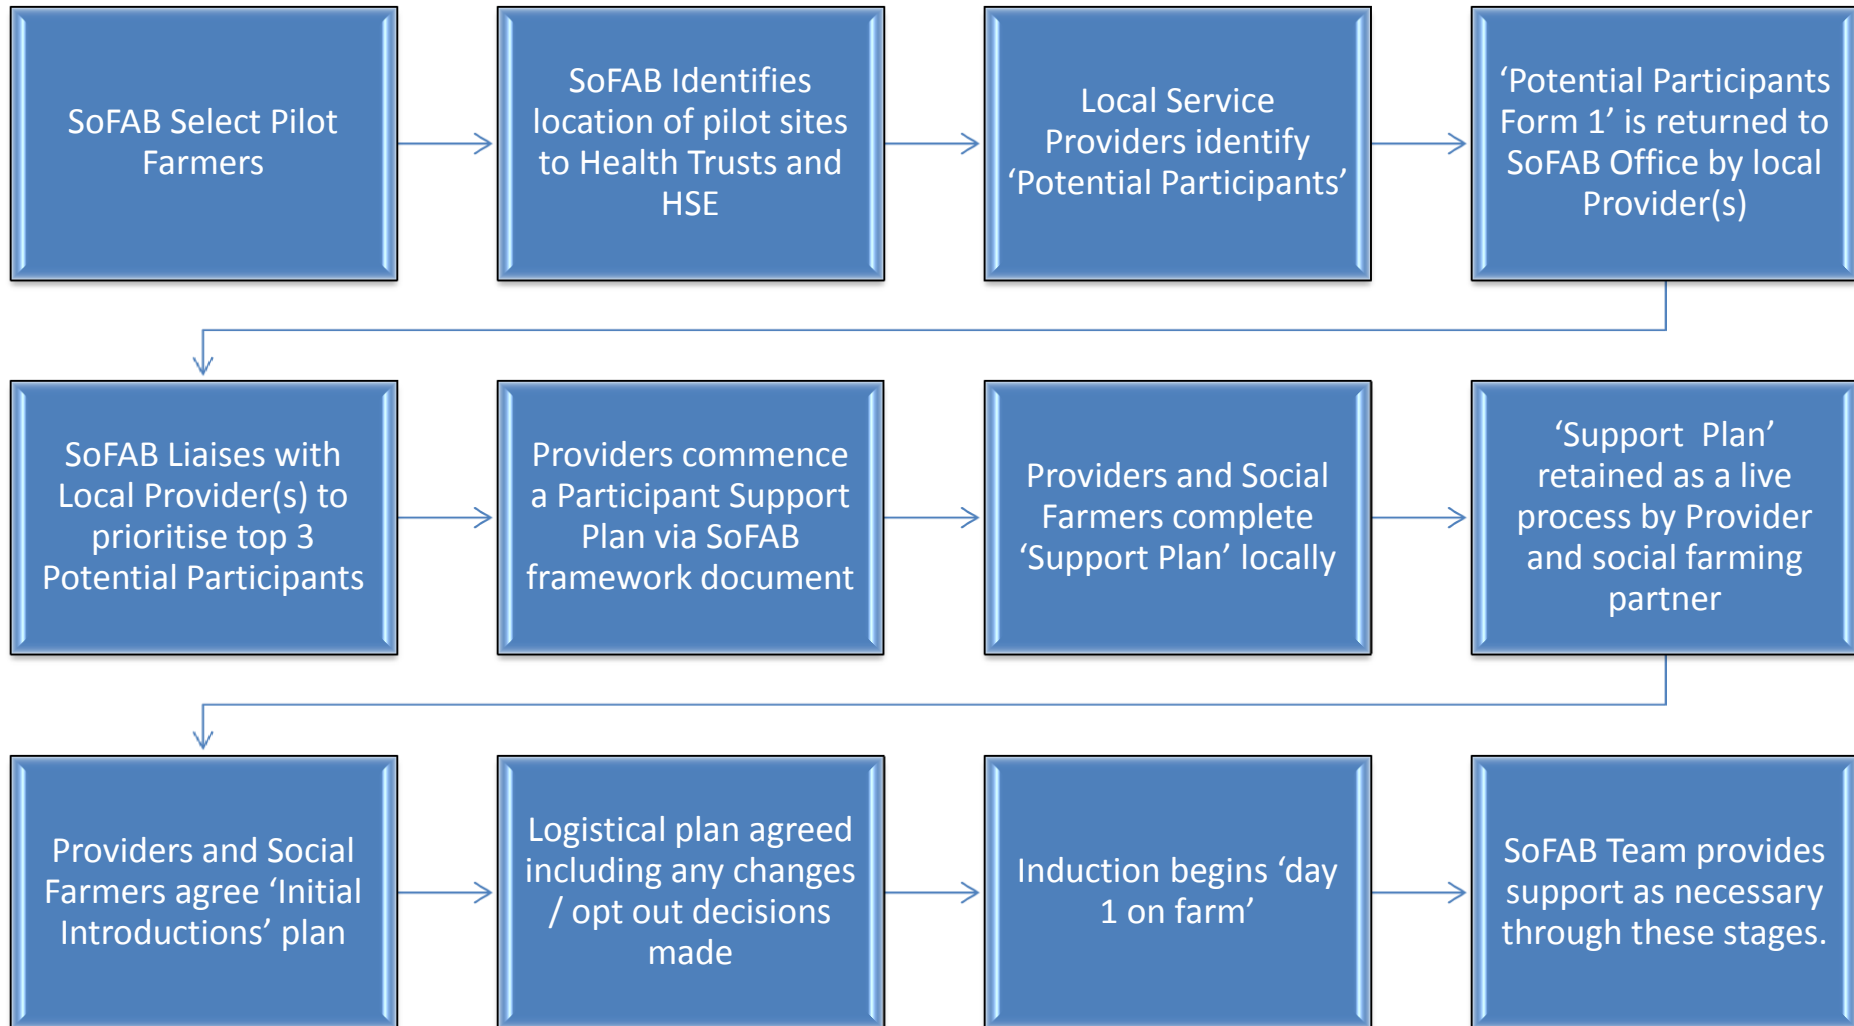 SoFAB Select Pilot
Farmers
SoFAB Identifies
location of pilot sites
to Health Trusts and
HSE
Local Service
Providers identify
‘Potential Participants’
‘Potential Participants
Form 1’ is returned to
SoFAB Office by local
Provider(s)
SoFAB Liaises with
Local Provider(s) to
prioritise top 3
Potential Participants
Providers commence
a Participant Support
Plan via SoFAB
framework document
Providers and Social
Farmers complete
‘Support Plan’ locally
‘Support Plan’
retained as a live
process by Provider
and social farming
partner
Providers and Social
Farmers agree ‘Initial
Introductions’ plan
Logistical plan agreed
including any changes
/ opt out decisions
made
Induction begins ‘day
1 on farm’
SoFAB Team provides
support as necessary
through these stages.